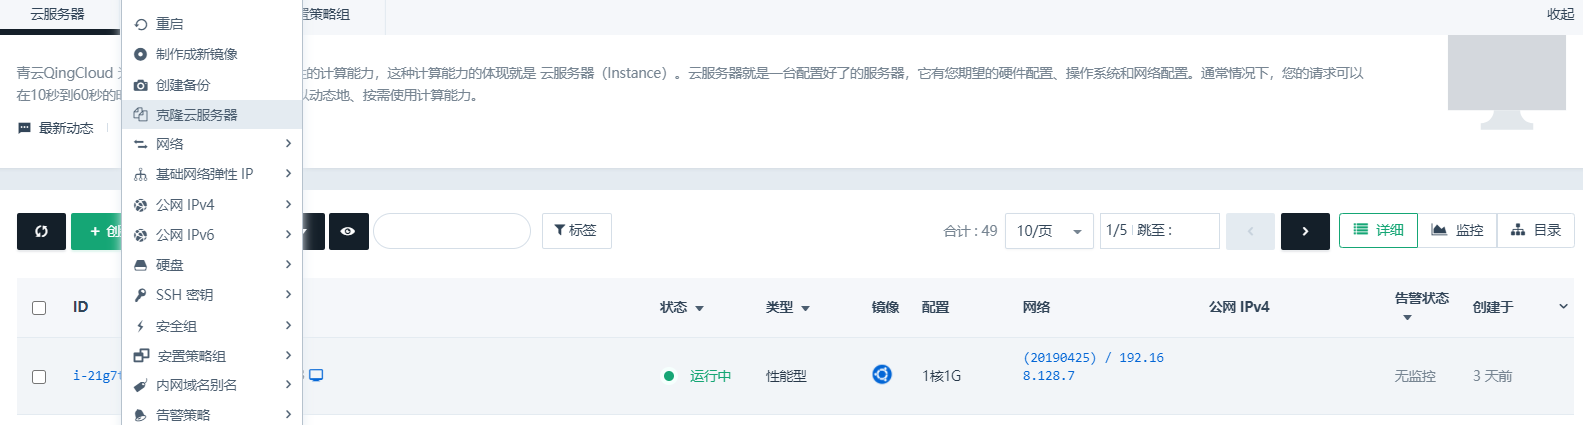 云服务器
置策略组
收起
重启
制作成新镜像
创建备份
克隆云服务器
网络
基础网络弹性 IP
公网 IPv4
公网 IPv6
硬盘
SSH 密钥
安全组
安置策略组
内网域名别名
告警策略
青云QingCloud
性的计算能力，这种计算能力的体现就是 云服务器（Instance）。云服务器就是一台配置好了的服务器，它有您期望的硬件配置、操作系统和网络配置。通常情况下，您的请求可以
在10秒到60秒的
以动态地、按需使用计算能力。
最新动态
+ 创
标签
合计 : 49
10/页
1/5
跳至 :
详细
监控
目录
ID
状态
类型
镜像
配置
网络
公网 IPv4
告警状态
创建于
i-21g7
运行中
性能型
1核1G
(20190425) / 192.16
8.128.7
无监控
3 天前